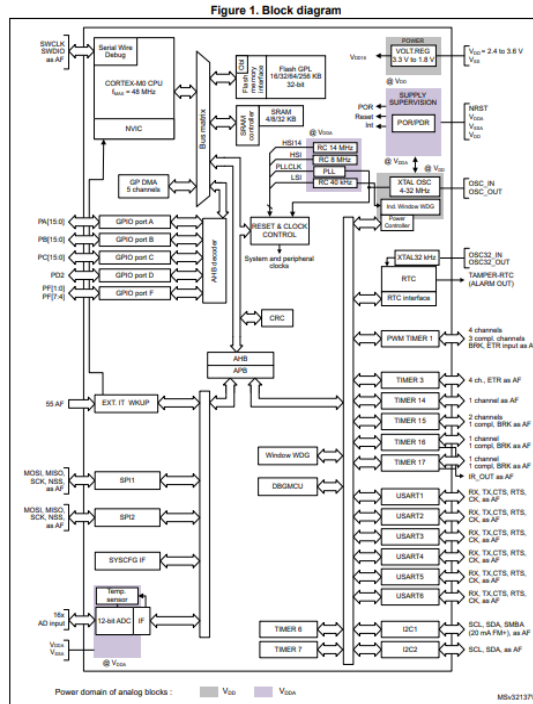 Figure 1. Block diagram
SWCLK
SWDIO
as AF
Serial Wire
Debug
CORTEX-M0 CPU
fMAX = 48 MHz
NVIC
Bus matrix
Obl
Flash memory interface
Flash GPL
16/32/64/256 KB
32-bit
SRAM controller
SRAM
4/8/32 KB
POWER
VOLT.REG
3.3 V to 1.8 V
VDD18
VDD = 2.4 to 3.6 V
VSS
@ VDD
SUPPLY
SUPERVISION
POR
Reset
Int
POR/PDR
NRST
VDDA
VSSA
VDD
@ VDDA
HSI14
HSI
PLLCLK
LSI
RC 14 MHz
RC 8 MHz
PLL
RC 40 kHz
@ VDDA
@ VDD
XTAL OSC
4-32 MHz
OSC_IN
OSC_OUT
Ind. Window WDG
Power
Controller
GP DMA
5 channels
PA[15:0]
GPIO port A
PB[15:0]
GPIO port B
PC[15:0]
GPIO port C
PD2
GPIO port D
PF[1:0]
PF[7:4]
GPIO port F
AHB decoder
RESET & CLOCK
CONTROL
System and peripheral
clocks
XTAL32 kHz
OSC32_IN
OSC32_OUT
RTC
TAMPER-RTC
(ALARM OUT)
RTC interface
CRC
AHB
APB
PWM TIMER 1
4 channels
3 compl. channels
BRK, ETR input as A
TIMER 3
4 ch., ETR as AF
TIMER 14
1 channel as AF
TIMER 15
2 channels
1 compl, BRK as AF
TIMER 16
1 channel
1 compl, BRK as AF
TIMER 17
1 channel
1 compl, BRK as AF
IR_OUT as AF
55 AF
EXT. IT WKUP
Window WDG
DBGMCU
MOSI, MISO,
SCK, NSS,
as AF
SPI1
MOSI, MISO,
SCK, NSS,
as AF
SPI2
SYSCFG IF
USART1
RX, TX,CTS, RTS,
CK, as AF
USART2
RX, TX,CTS, RTS,
CK, as AF
USART3
RX, TX,CTS, RTS,
CK, as AF
USART4
RX, TX,CTS, RTS,
CK, as AF
USART5
RX, TX,CTS, RTS,
CK, as AF
USART6
RX, TX,CTS, RTS,
CK, as AF
Temp.
sensor
16x
AD input
12-bit ADC
IF
VDDA
VSSA
@ VDDA
TIMER 6
TIMER 7
I2C1
SCL, SDA, SMBA
(20 mA FM+), as AF
I2C2
SCL, SDA, as AF
Power domain of analog blocks :
VDD
VDDA
MSv32137V